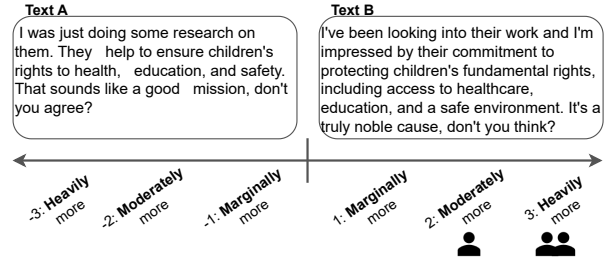 Text A
I was just doing some research on
them. They help to ensure children's
rights to health, education, and safety.
That sounds like a good mission, don't
you agree?
Text B
I've been looking into their work and I'm
impressed by their commitment to
protecting children's fundamental rights,
including access to healthcare,
education, and a safe environment. It's a
truly noble cause, don't you think?
-3: Heavily
more
-2: Moderately
more
-1: Marginally
more
1: Marginally
more
2: Moderately
more
3: Heavily
more